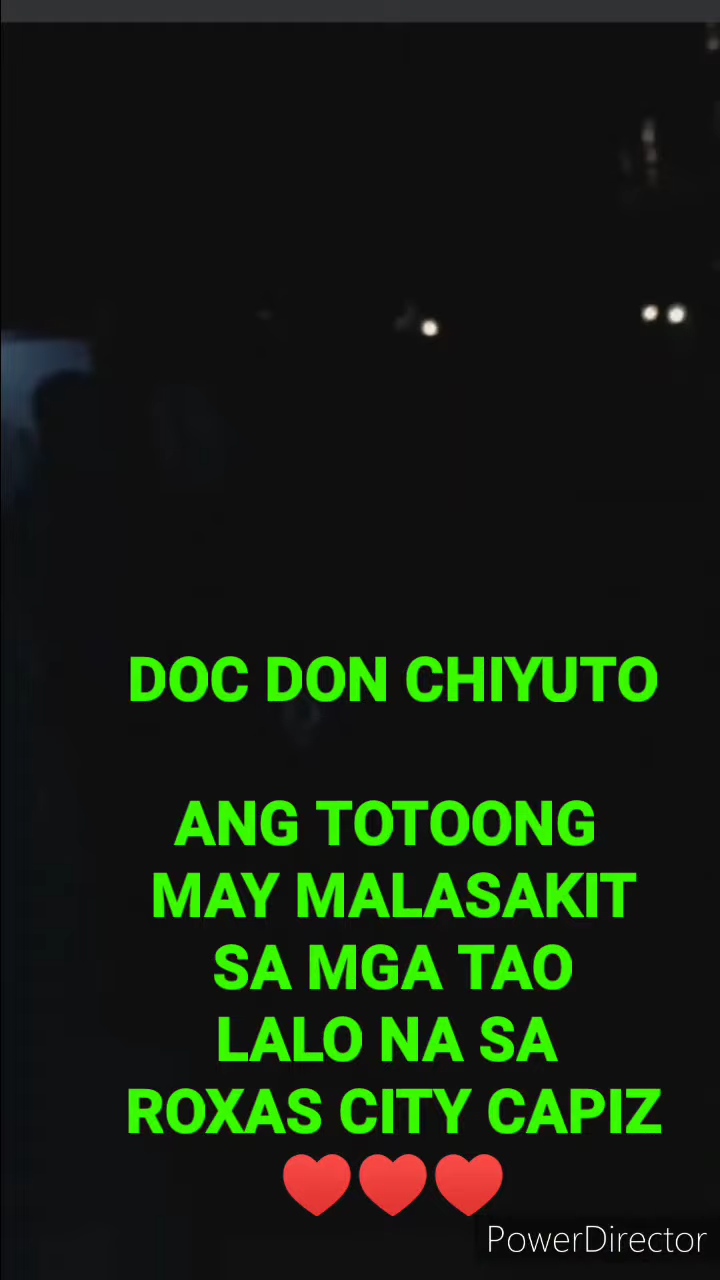 DOC DON CHIYUTO
ANG TOTOONG
MAY MALASAKIT
SA MGA TAO
LALO NA SA
ROXAS CITY CAPIZ
❤️❤️❤️
PowerDirector